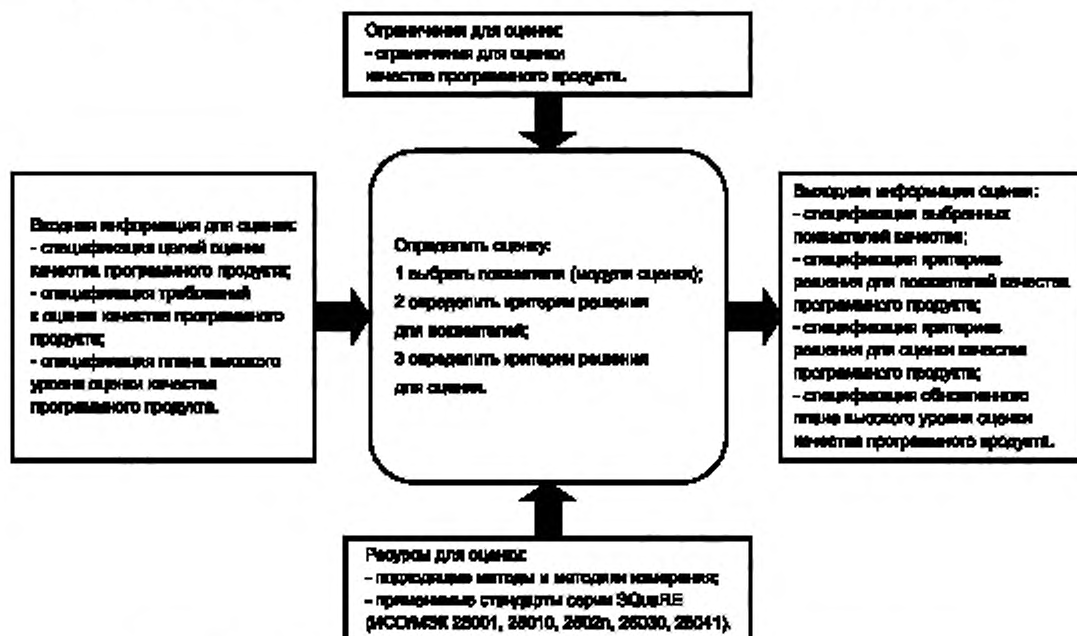 Ограничения для оценки:
- ограничения для оценки
качества программного продукта.
Входная информация для оценки:
- спецификация целей оценки
качества программного продукта;
- спецификация требований
к оценке качества программного
продукта;
- спецификация плана высокого
уровня оценки качества
программного продукта.
Определить оценку:
1 выбрать показатели (модули оценки);
2 определить критерии решения
для показателей;
3 определить критерии решения
для оценки.
Выходная информация оценки:
- спецификация выбранных
показателей качества;
- спецификация критериев
решения для показателей качества
программного продукта;
- спецификация критериев
решения для оценки качества
программного продукта;
- спецификация обновленного
плана высокого уровня оценки
качества программного продукта.
Ресурсы для оценки:
- подходящие методы и методики измерения;
- применимые стандарты серии SQuaRE
(ИСО/МЭК 25001, 25010, 2502n, 25030, 25041).